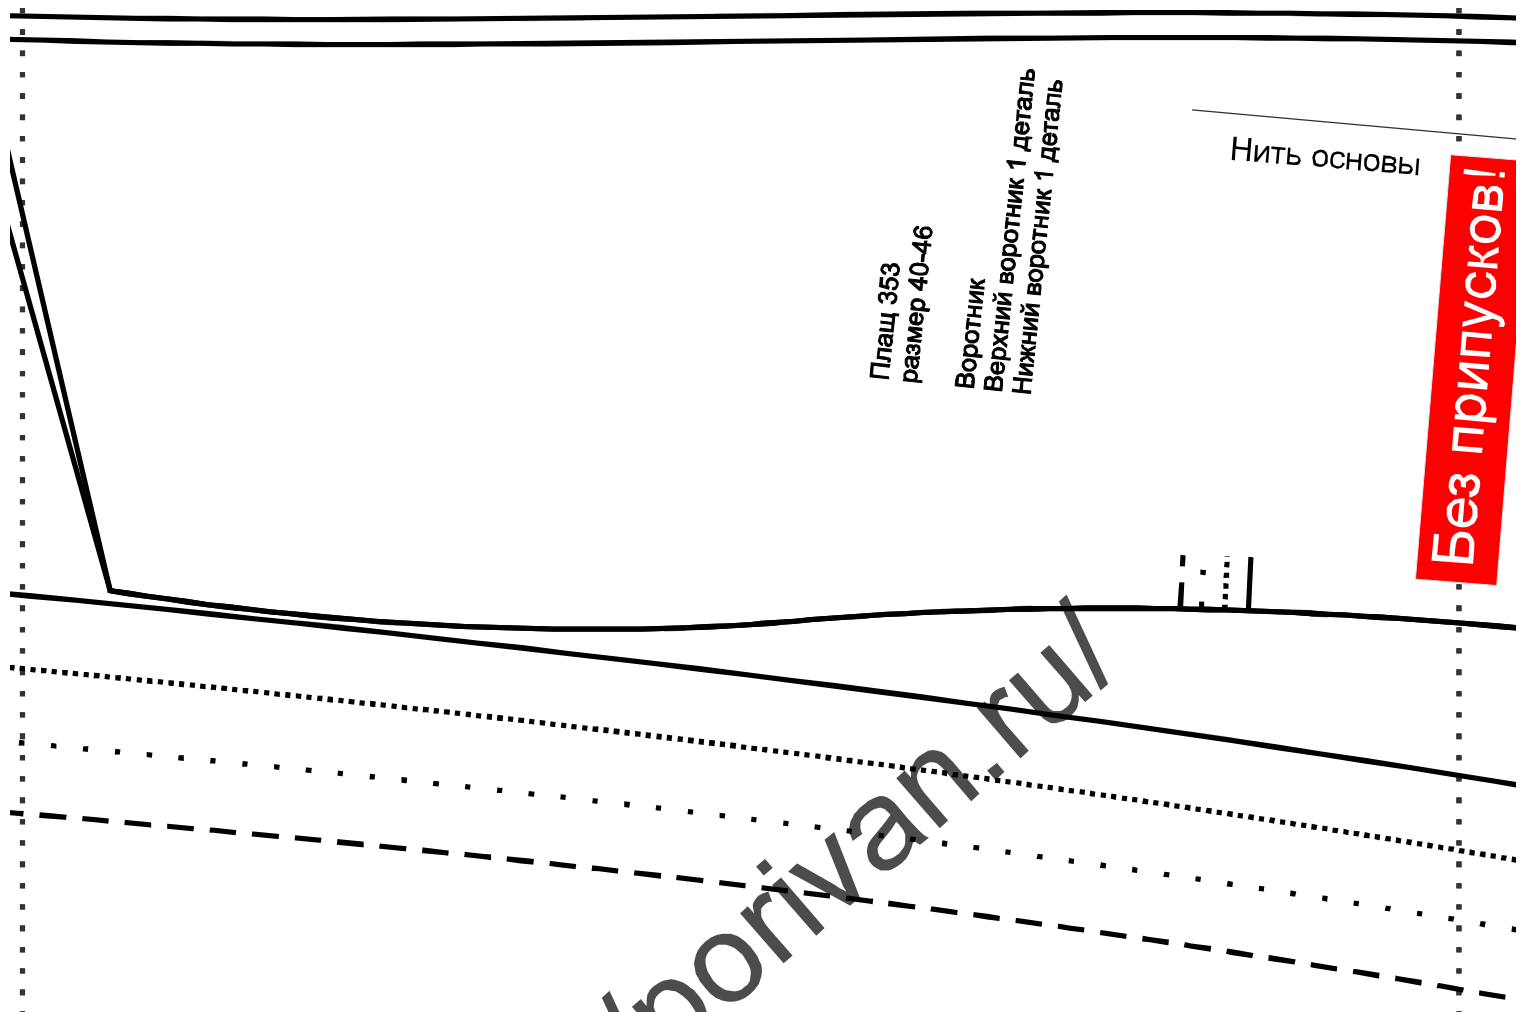 Плащ 353
размер 40-46
Воротник
Верхний воротник 1 деталь
Нижний воротник 1 деталь
Нить основы
Без припусков!
/porivan.ru/